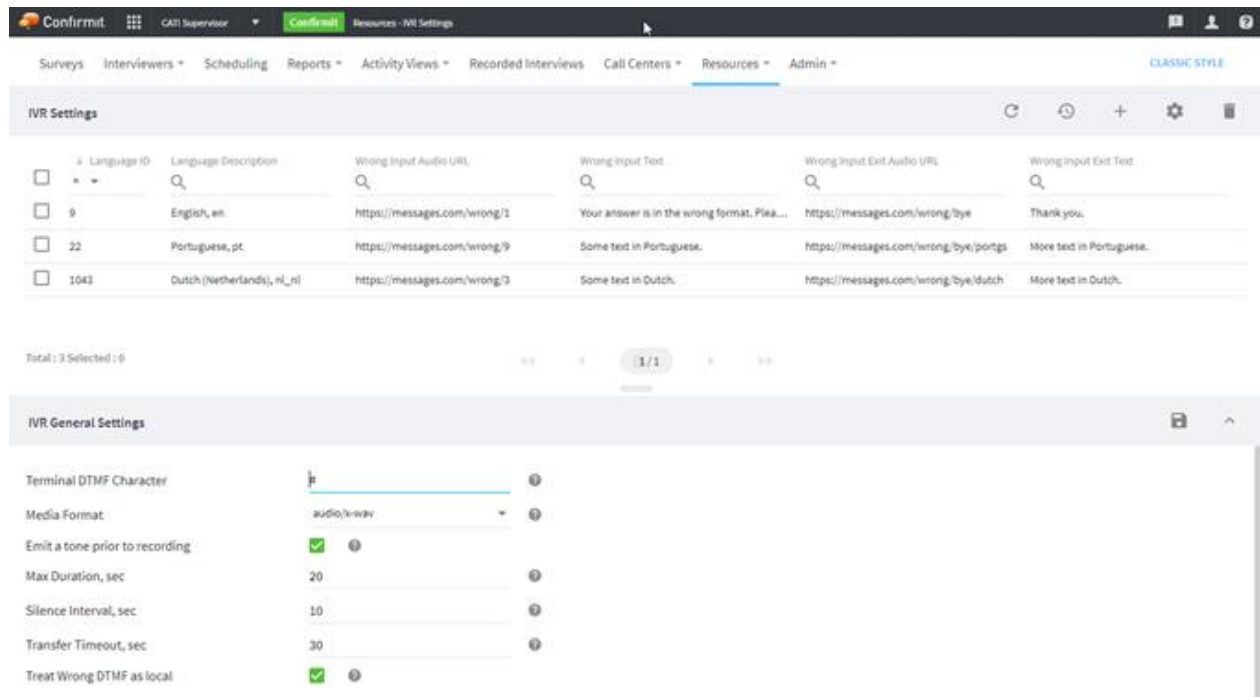 Confirmit CATI Supervisor Confirmit Resources - IVR Settings
Surveys Interviewers Scheduling Reports Activity Views Recorded Interviews Call Centers Resources Admin CLASSIC STYLE
IVR Settings
Language ID Language Description Wrong Input Audio URL Wrong Input Text Wrong Input Exit Audio URL Wrong Input Exit Text
=
9 English, en https://messages.com/wrong/1 Your answer is in the wrong format. Plea... https://messages.com/wrong/bye Thank you.
22 Portuguese, pt https://messages.com/wrong/9 Some text in Portuguese. https://messages.com/wrong/bye/portgs More text in Portuguese.
1043 Dutch (Netherlands), nl_nl https://messages.com/wrong/3 Some text in Dutch. https://messages.com/wrong/bye/dutch More text in Dutch.
Total : 3 Selected : 0 1/1
IVR General Settings
Terminal DTMF Character #
Media Format audio/x-wav
Emit a tone prior to recording
Max Duration, sec 20
Silence Interval, sec 10
Transfer Timeout, sec 30
Treat Wrong DTMF as local